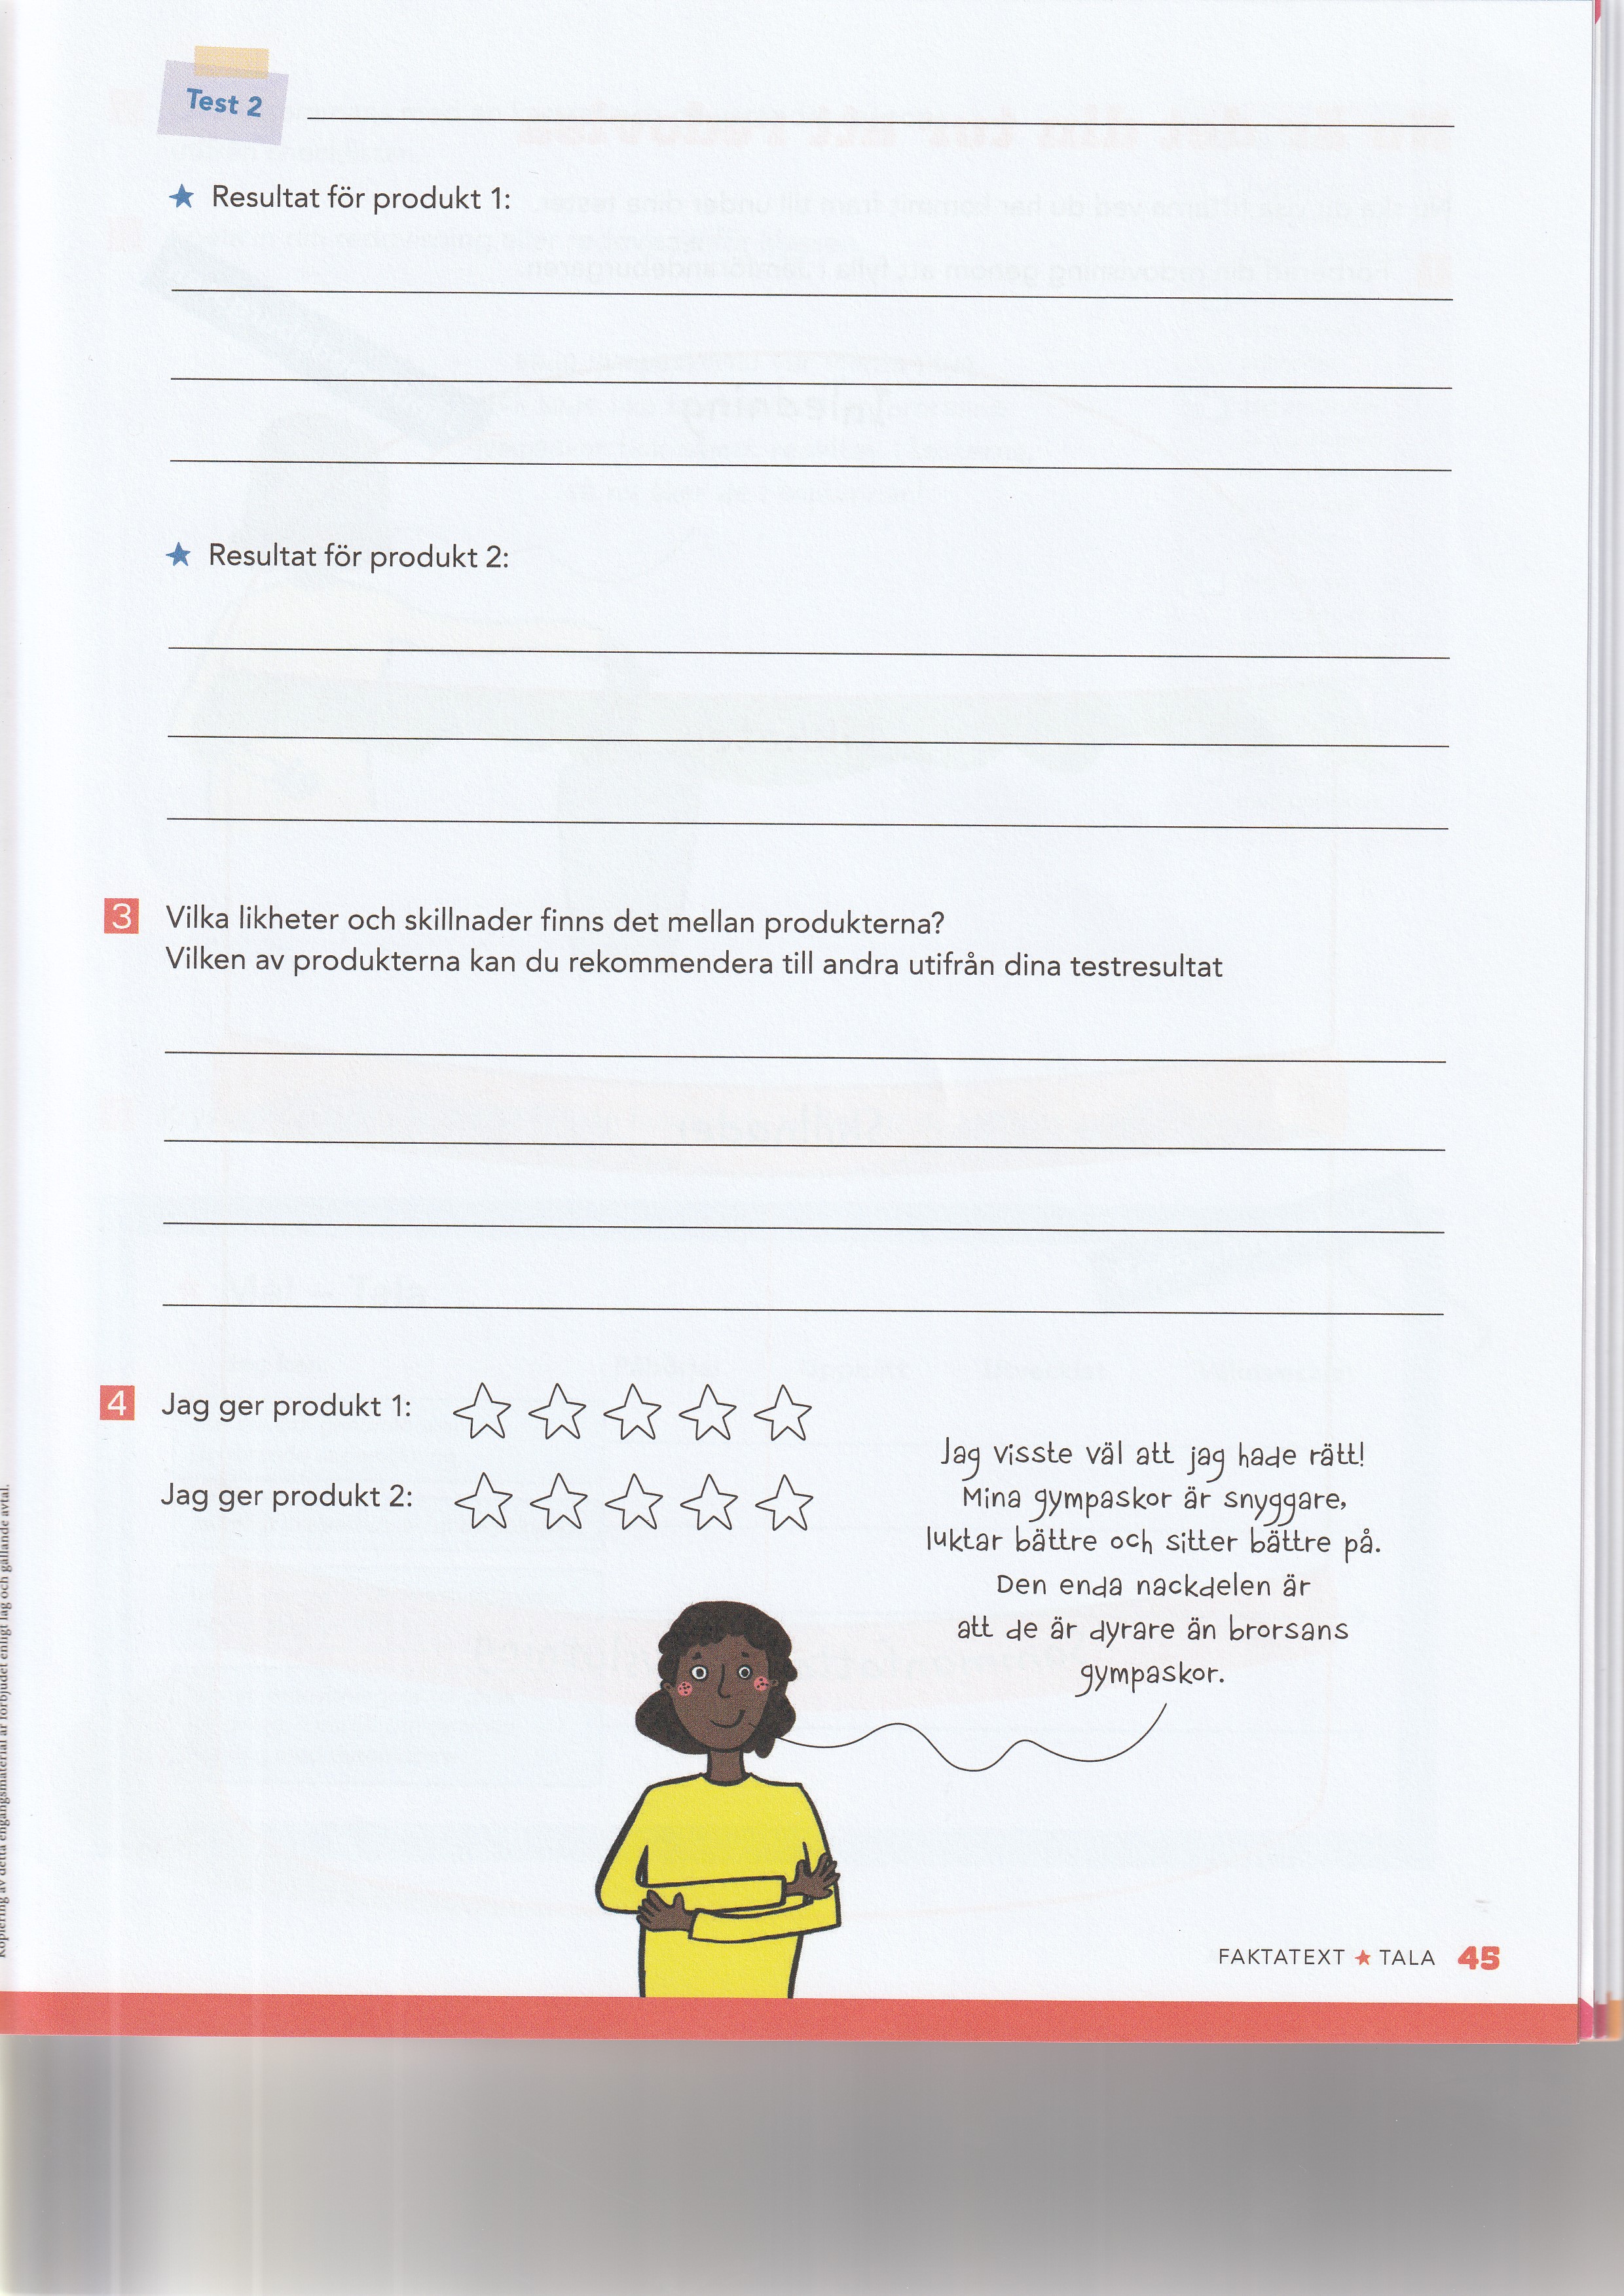 Test 2
Resultat för produkt 1:
Resultat för produkt 2:
3 Vilka likheter och skillnader finns det mellan produkterna?
Vilken av produkterna kan du rekommendera till andra utifrån dina testresultat
4 Jag ger produkt 1:
Jag ger produkt 2:
Jag visste väl att jag hade rätt!
Mina gympaskor är snyggare,
luktar bättre och sitter bättre på.
Den enda nackdelen är
att de är dyrare än brorsans
gympaskor.
Kopiering av detta engångsmaterial är förbjudet enligt lag och gällande avtal.
FAKTATEXT ★ TALA 45